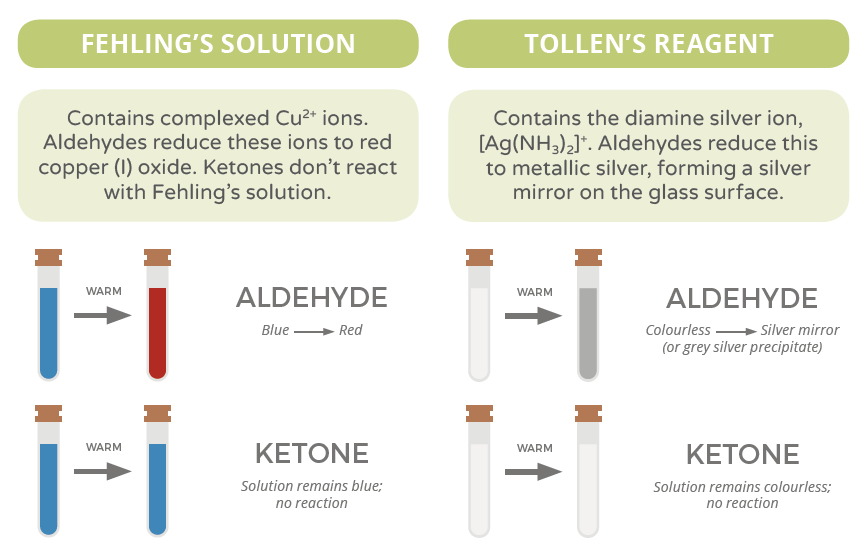 FEHLING'S SOLUTION
Contains complexed Cu²⁺ ions.
Aldehydes reduce these ions to red
copper (I) oxide. Ketones don't react
with Fehling's solution.
WARM
ALDEHYDE
Blue ⟶ Red
WARM
KETONE
Solution remains blue;
no reaction
TOLLEN'S REAGENT
Contains the diamine silver ion,
[Ag(NH₃)₂]⁺. Aldehydes reduce this
to metallic silver, forming a silver
mirror on the glass surface.
WARM
ALDEHYDE
Colourless ⟶ Silver mirror
(or grey silver precipitate)
WARM
KETONE
Solution remains colourless;
no reaction